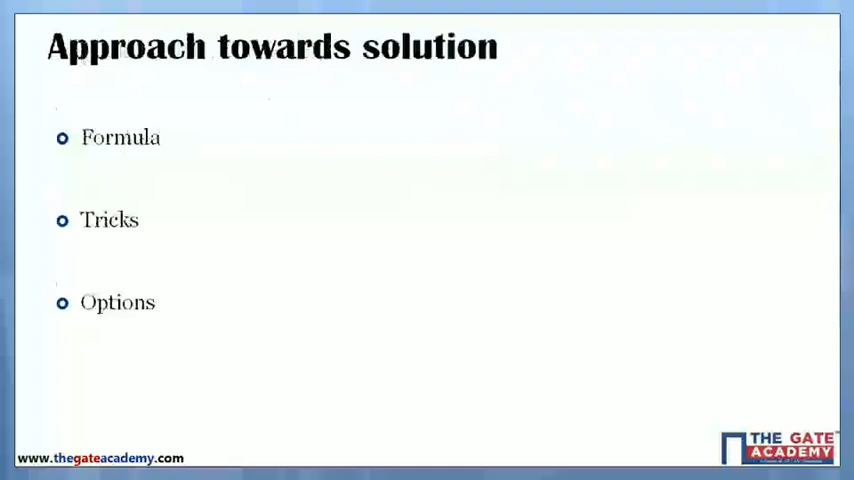 Approach towards solution
Formula
Tricks
Options
www.thegateacademy.com
THE GATE
ACADEMY